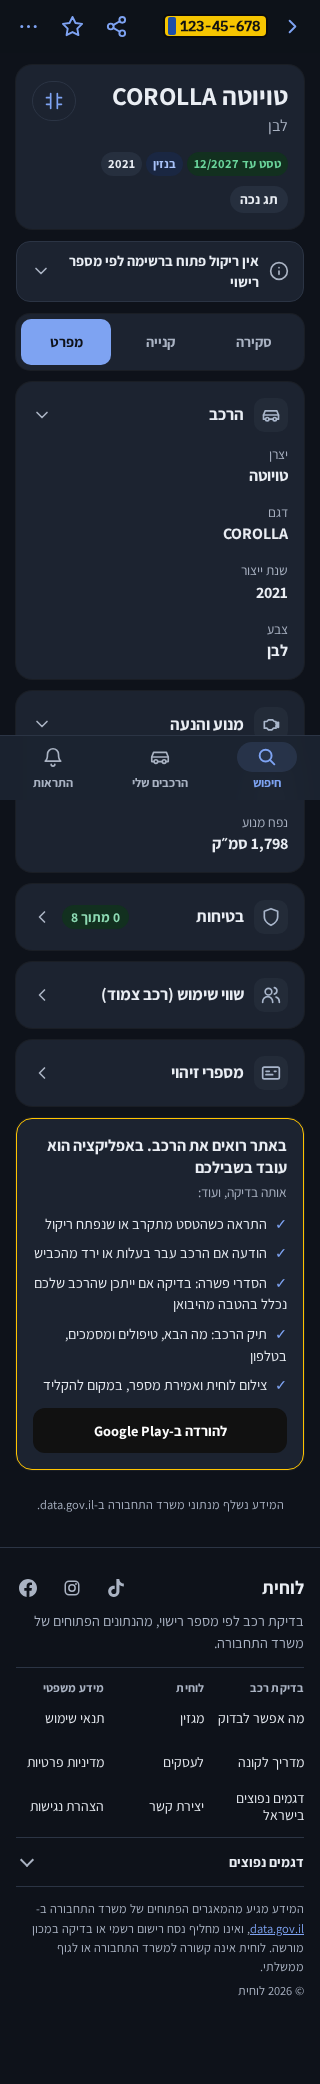 123-45-678
טויוטה COROLLA
לבן
טסט עד 12/2027
בנזין
2021
תג נכה
אין ריקול פתוח ברשימה לפי מספר
רישוי
סקירה
קנייה
מפרט
הרכב
יצרן
טויוטה
דגם
COROLLA
שנת ייצור
2021
צבע
לבן
מנוע והנעה
חיפוש
הרכבים שלי
התראות
נפח מנוע
1,798 סמ״ק
בטיחות
0 מתוך 8
שווי שימוש (רכב צמוד)
מספרי זיהוי
באתר רואים את הרכב. באפליקציה הוא
עובד בשבילכם
אותה בדיקה, ועוד:
✓ התראה כשהטסט מתקרב או שנפתח ריקול
✓ הודעה אם הרכב עבר בעלות או ירד מהכביש
✓ הסדרי פשרה: בדיקה אם ייתכן שהרכב שלכם
נכלל בהטבה מהיבואן
✓ תיק הרכב: מה הבא, טיפולים ומסמכים,
בטלפון
✓ צילום לוחית ואמירת מספר, במקום להקליד
להורדה ב-Google Play
המידע נשלף מנתוני משרד התחבורה ב-data.gov.il.
לוחית
בדיקת רכב לפי מספר רישוי, מהנתונים הפתוחים של
משרד התחבורה.
בדיקת רכב
לוחית
מידע משפטי
מה אפשר לבדוק
מגזין
תנאי שימוש
מדריך לקונה
לעסקים
מדיניות פרטיות
דגמים נפוצים
בישראל
יצירת קשר
הצהרת נגישות
דגמים נפוצים
המידע מגיע מהמאגרים הפתוחים של משרד התחבורה ב-
data.gov.il, ואינו מחליף נסח רישום רשמי או בדיקה במכון
מורשה. לוחית אינה קשורה למשרד התחבורה או לגוף
ממשלתי.
© 2026 לוחית